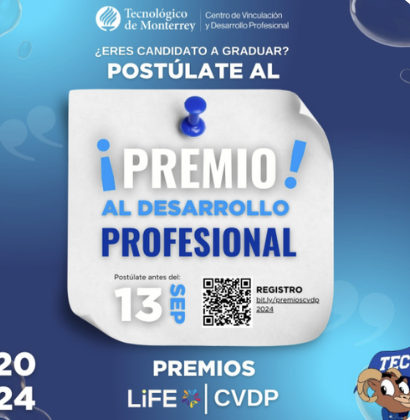 Tecnológico
de Monterrey
Centro de Vinculación
y Desarrollo Profesional
¿ERES CANDIDATO A GRADUAR?
POSTÚLATE AL
¡PREMIO!
AL DESARROLLO
PROFESIONAL
Postúlate antes del:
13 SEP
REGISTRO
bit.ly/premioscvdp
2024
20
24
PREMIOS
LiFE CVDP
TEC